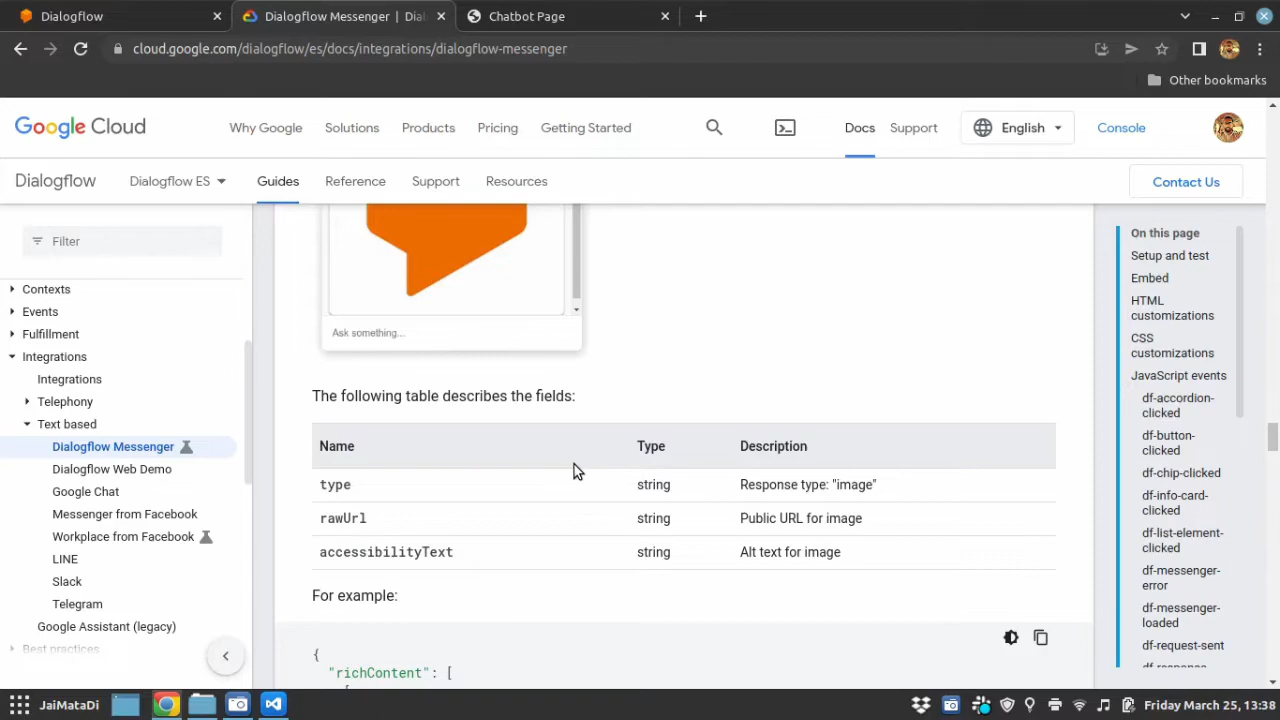 Dialogflow
Dialogflow Messenger | Dial
Chatbot Page
cloud.google.com/dialogflow/es/docs/integrations/dialogflow-messenger
Other bookmarks
Google Cloud
Why Google
Solutions
Products
Pricing
Getting Started
Docs
Support
English
Console
Dialogflow
Dialogflow ES
Guides
Reference
Support
Resources
Contact Us
Filter
Contexts
Events
Fulfillment
Integrations
Integrations
Telephony
Text based
Dialogflow Messenger
Dialogflow Web Demo
Google Chat
Messenger from Facebook
Workplace from Facebook
LINE
Slack
Telegram
Google Assistant (legacy)
Best practices
Ask something...
The following table describes the fields:
Name Type Description
type string Response type: "image"
rawUrl string Public URL for image
accessibilityText string Alt text for image
For example:
{
"richContent": [
[
On this page
Setup and test
Embed
HTML
customizations
CSS
customizations
JavaScript events
df-accordion-
clicked
df-button-
clicked
df-chip-clicked
df-info-card-
clicked
df-list-element-
clicked
df-messenger-
error
df-messenger-
loaded
df-request-sent
df-response
JaiMataDi
Friday March 25, 13:38